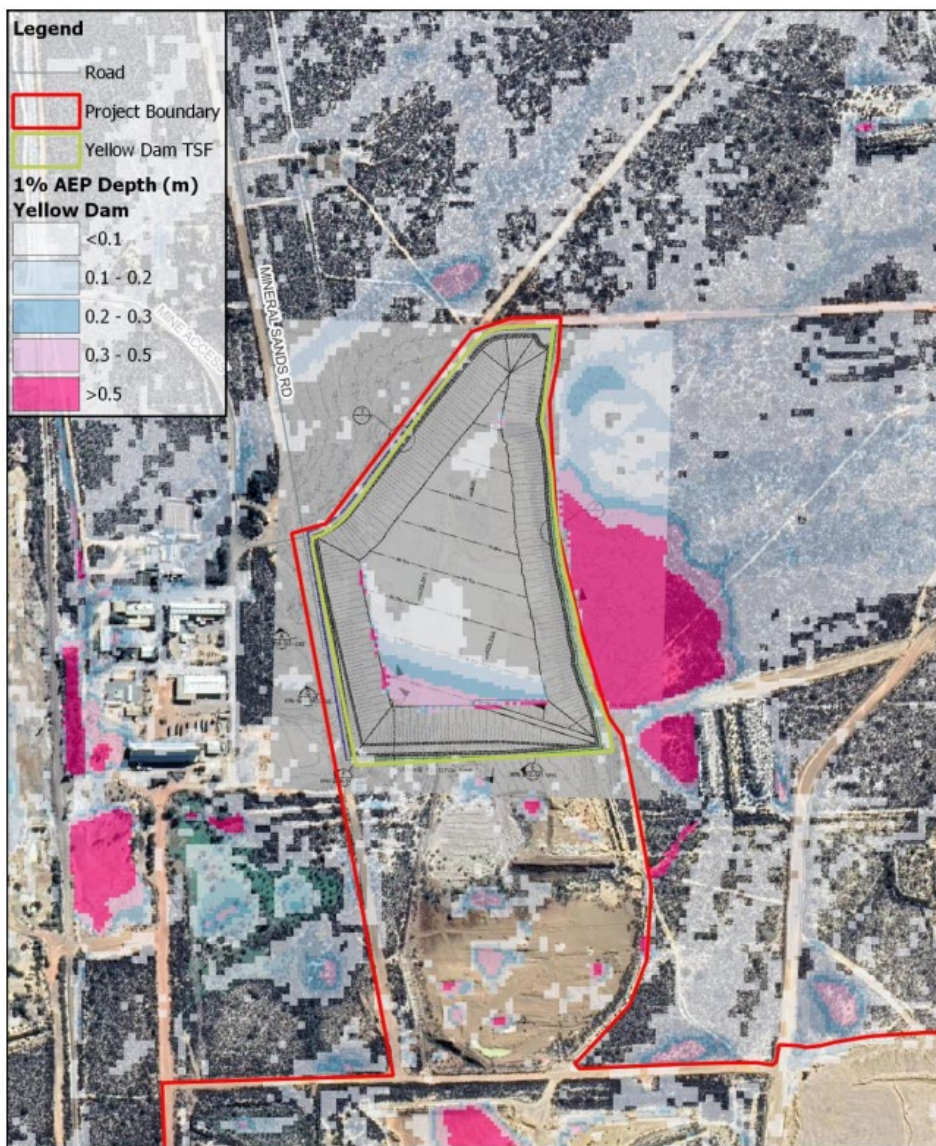 Legend
Road
Project Boundary
Yellow Dam TSF
1% AEP Depth (m)
Yellow Dam
<0.1
0.1 - 0.2
0.2 - 0.3
0.3 - 0.5
>0.5
MINE ACCESS
MINERAL SANDS RD